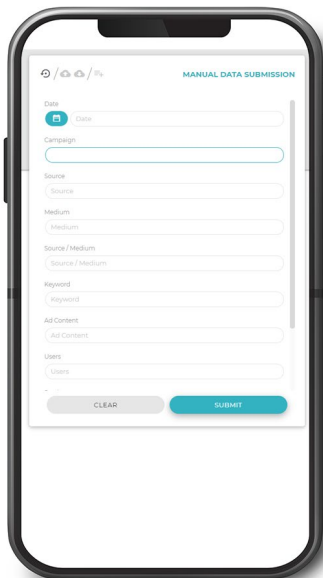 MANUAL DATA SUBMISSION
Date
Date
Campaign
Source
Source
Medium
Medium
Source / Medium
Source / Medium
Keyword
Keyword
Ad Content
Ad Content
Users
Users
CLEAR
SUBMIT